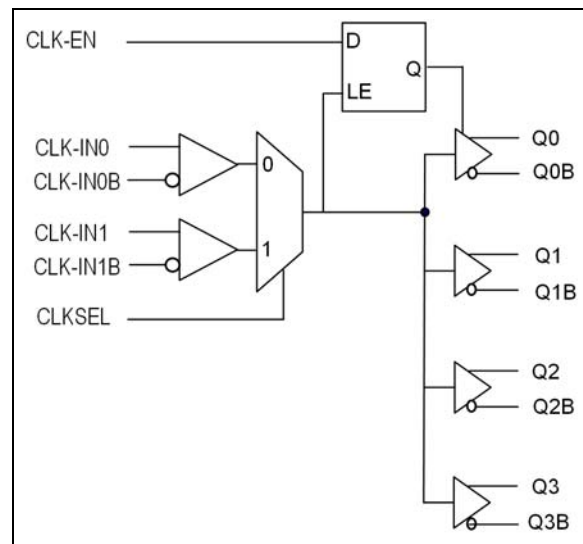 CLK-EN
D
Q
LE
CLK-IN0
CLK-IN0B
0
CLK-IN1
CLK-IN1B
1
CLKSEL
Q0
Q0B
Q1
Q1B
Q2
Q2B
Q3
Q3B